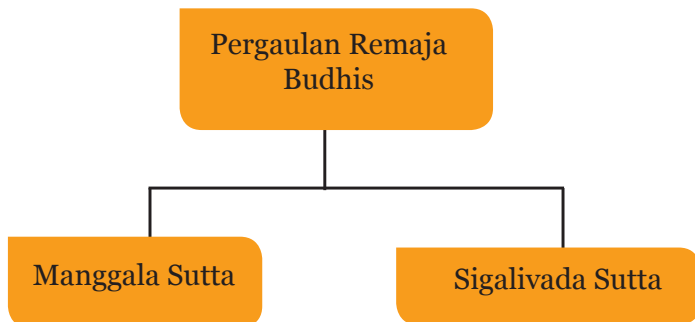 Pergaulan Remaja
Budhis
Manggala Sutta
Sigalivada Sutta